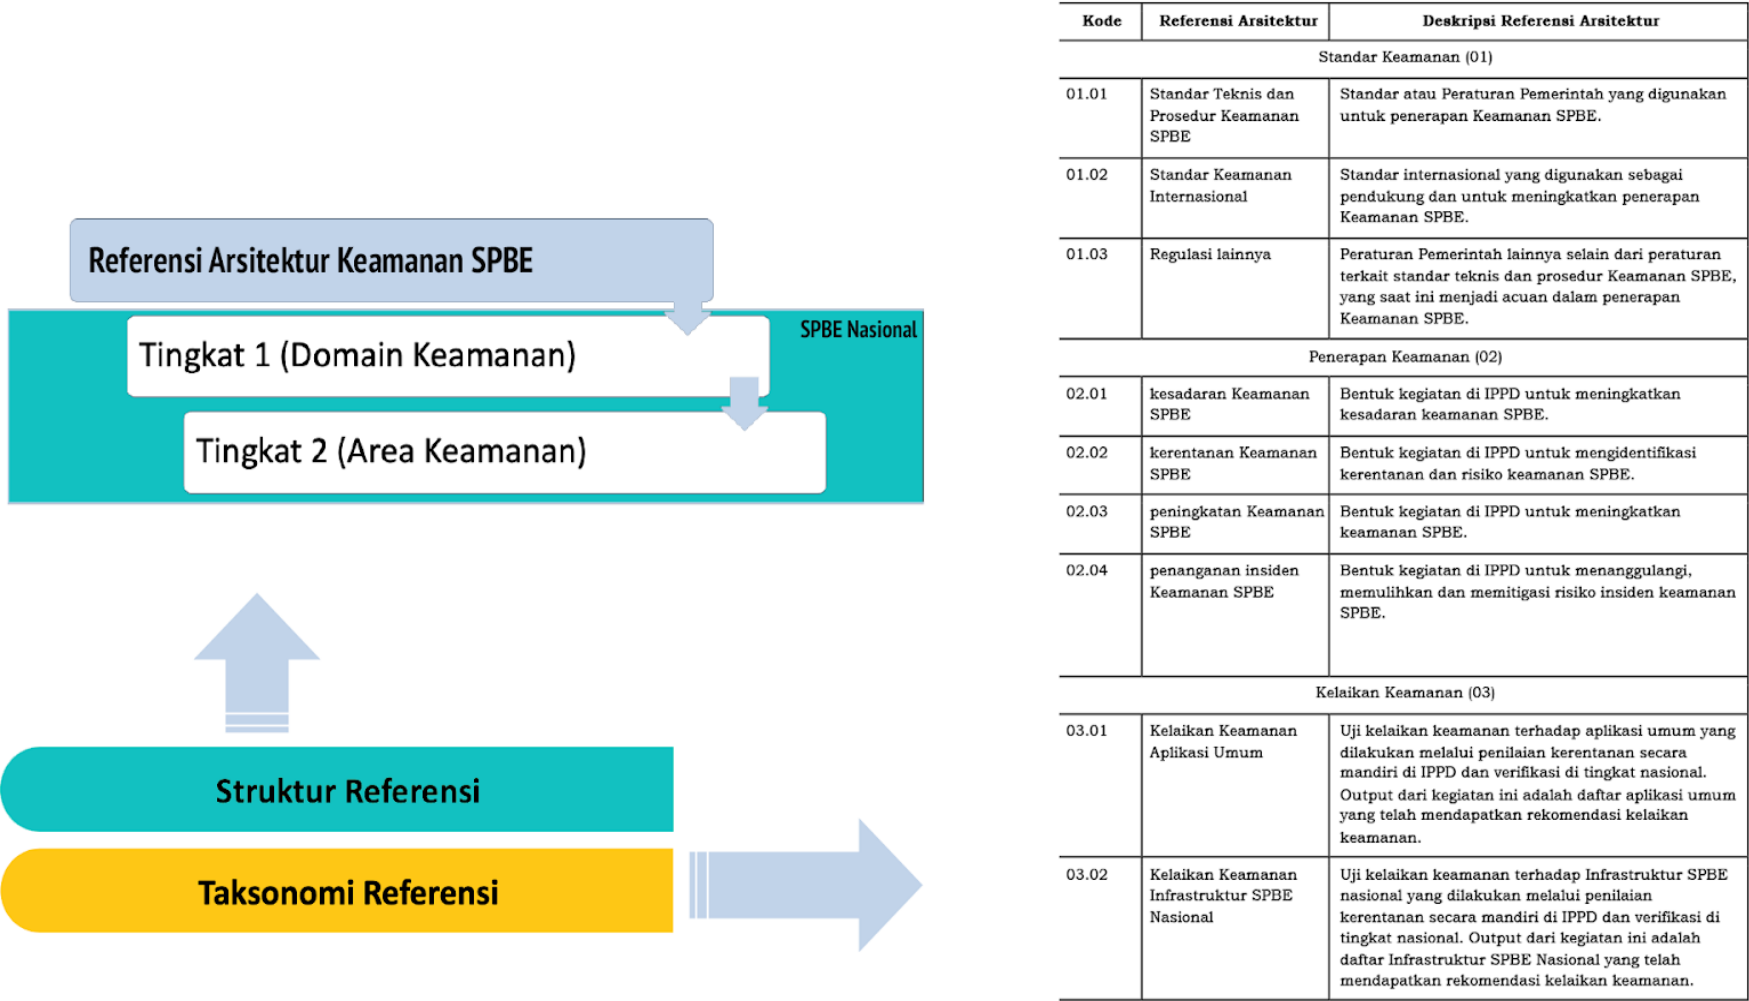 Referensi Arsitektur Keamanan SPBE
SPBE Nasional
Tingkat 1 (Domain Keamanan)
Tingkat 2 (Area Keamanan)
Struktur Referensi
Taksonomi Referensi
Kode Referensi Arsitektur Deskripsi Referensi Arsitektur
Standar Keamanan (01)
01.01
Standar Teknis dan
Prosedur Keamanan
SPBE
Standar atau Peraturan Pemerintah yang digunakan
untuk penerapan Keamanan SPBE.
01.02
Standar Keamanan
Internasional
Standar internasional yang digunakan sebagai
pendukung dan untuk meningkatkan penerapan
Keamanan SPBE.
01.03
Regulasi lainnya
Peraturan Pemerintah lainnya selain dari peraturan
terkait standar teknis dan prosedur Keamanan SPBE,
yang saat ini menjadi acuan dalam penerapan
Keamanan SPBE.
Penerapan Keamanan (02)
02.01
kesadaran Keamanan
SPBE
Bentuk kegiatan di IPPD untuk meningkatkan
kesadaran keamanan SPBE.
02.02
kerentanan Keamanan
SPBE
Bentuk kegiatan di IPPD untuk mengidentifikasi
kerentanan dan risiko keamanan SPBE.
02.03
peningkatan Keamanan
SPBE
Bentuk kegiatan di IPPD untuk meningkatkan
keamanan SPBE.
02.04
penanganan insiden
Keamanan SPBE
Bentuk kegiatan di IPPD untuk menanggulangi,
memulihkan dan memitigasi risiko insiden keamanan
SPBE.
Kelaikan Keamanan (03)
03.01
Kelaikan Keamanan
Aplikasi Umum
Uji kelaikan keamanan terhadap aplikasi umum yang
dilakukan melalui penilaian kerentanan secara
mandiri di IPPD dan verifikasi di tingkat nasional.
Output dari kegiatan ini adalah daftar aplikasi umum
yang telah mendapatkan rekomendasi kelaikan
keamanan.
03.02
Kelaikan Keamanan
Infrastruktur SPBE
Nasional
Uji kelaikan keamanan terhadap Infrastruktur SPBE
nasional yang dilakukan melalui penilaian
kerentanan secara mandiri di IPPD dan verifikasi di
tingkat nasional. Output dari kegiatan ini adalah
daftar Infrastruktur SPBE Nasional yang telah
mendapatkan rekomendasi kelaikan keamanan.